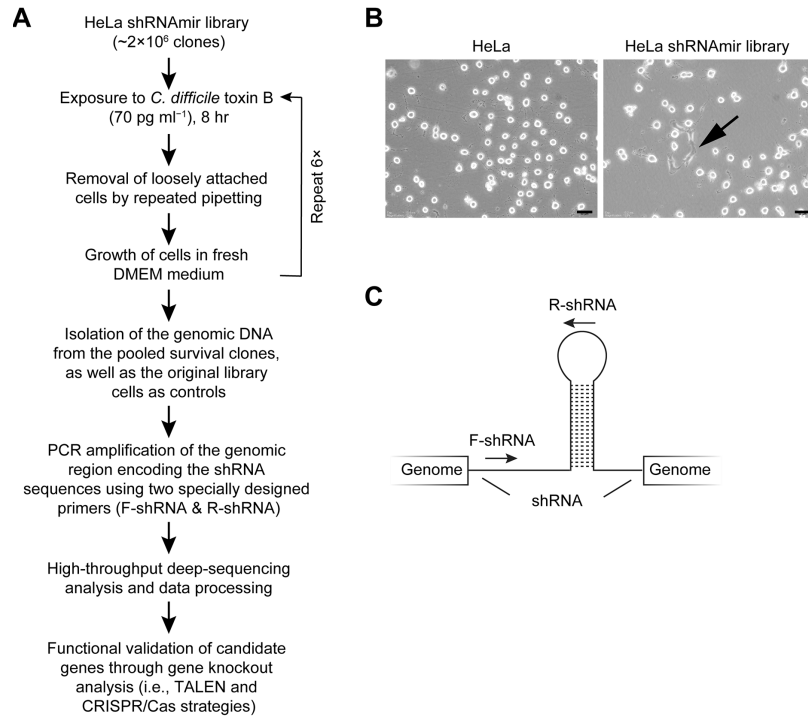 A
HeLa shRNAmir library
(~2×10⁶ clones)
Exposure to C. difficile toxin B
(70 pg ml⁻¹), 8 hr
Removal of loosely attached
cells by repeated pipetting
Growth of cells in fresh
DMEM medium
Repeat 6×
Isolation of the genomic DNA
from the pooled survival clones,
as well as the original library
cells as controls
PCR amplification of the genomic
region encoding the shRNA
sequences using two specially designed
primers (F-shRNA & R-shRNA)
High-throughput deep-sequencing
analysis and data processing
Functional validation of candidate
genes through gene knockout
analysis (i.e., TALEN and
CRISPR/Cas strategies)
B
HeLa
HeLa shRNAmir library
C
R-shRNA
F-shRNA
Genome
Genome
shRNA